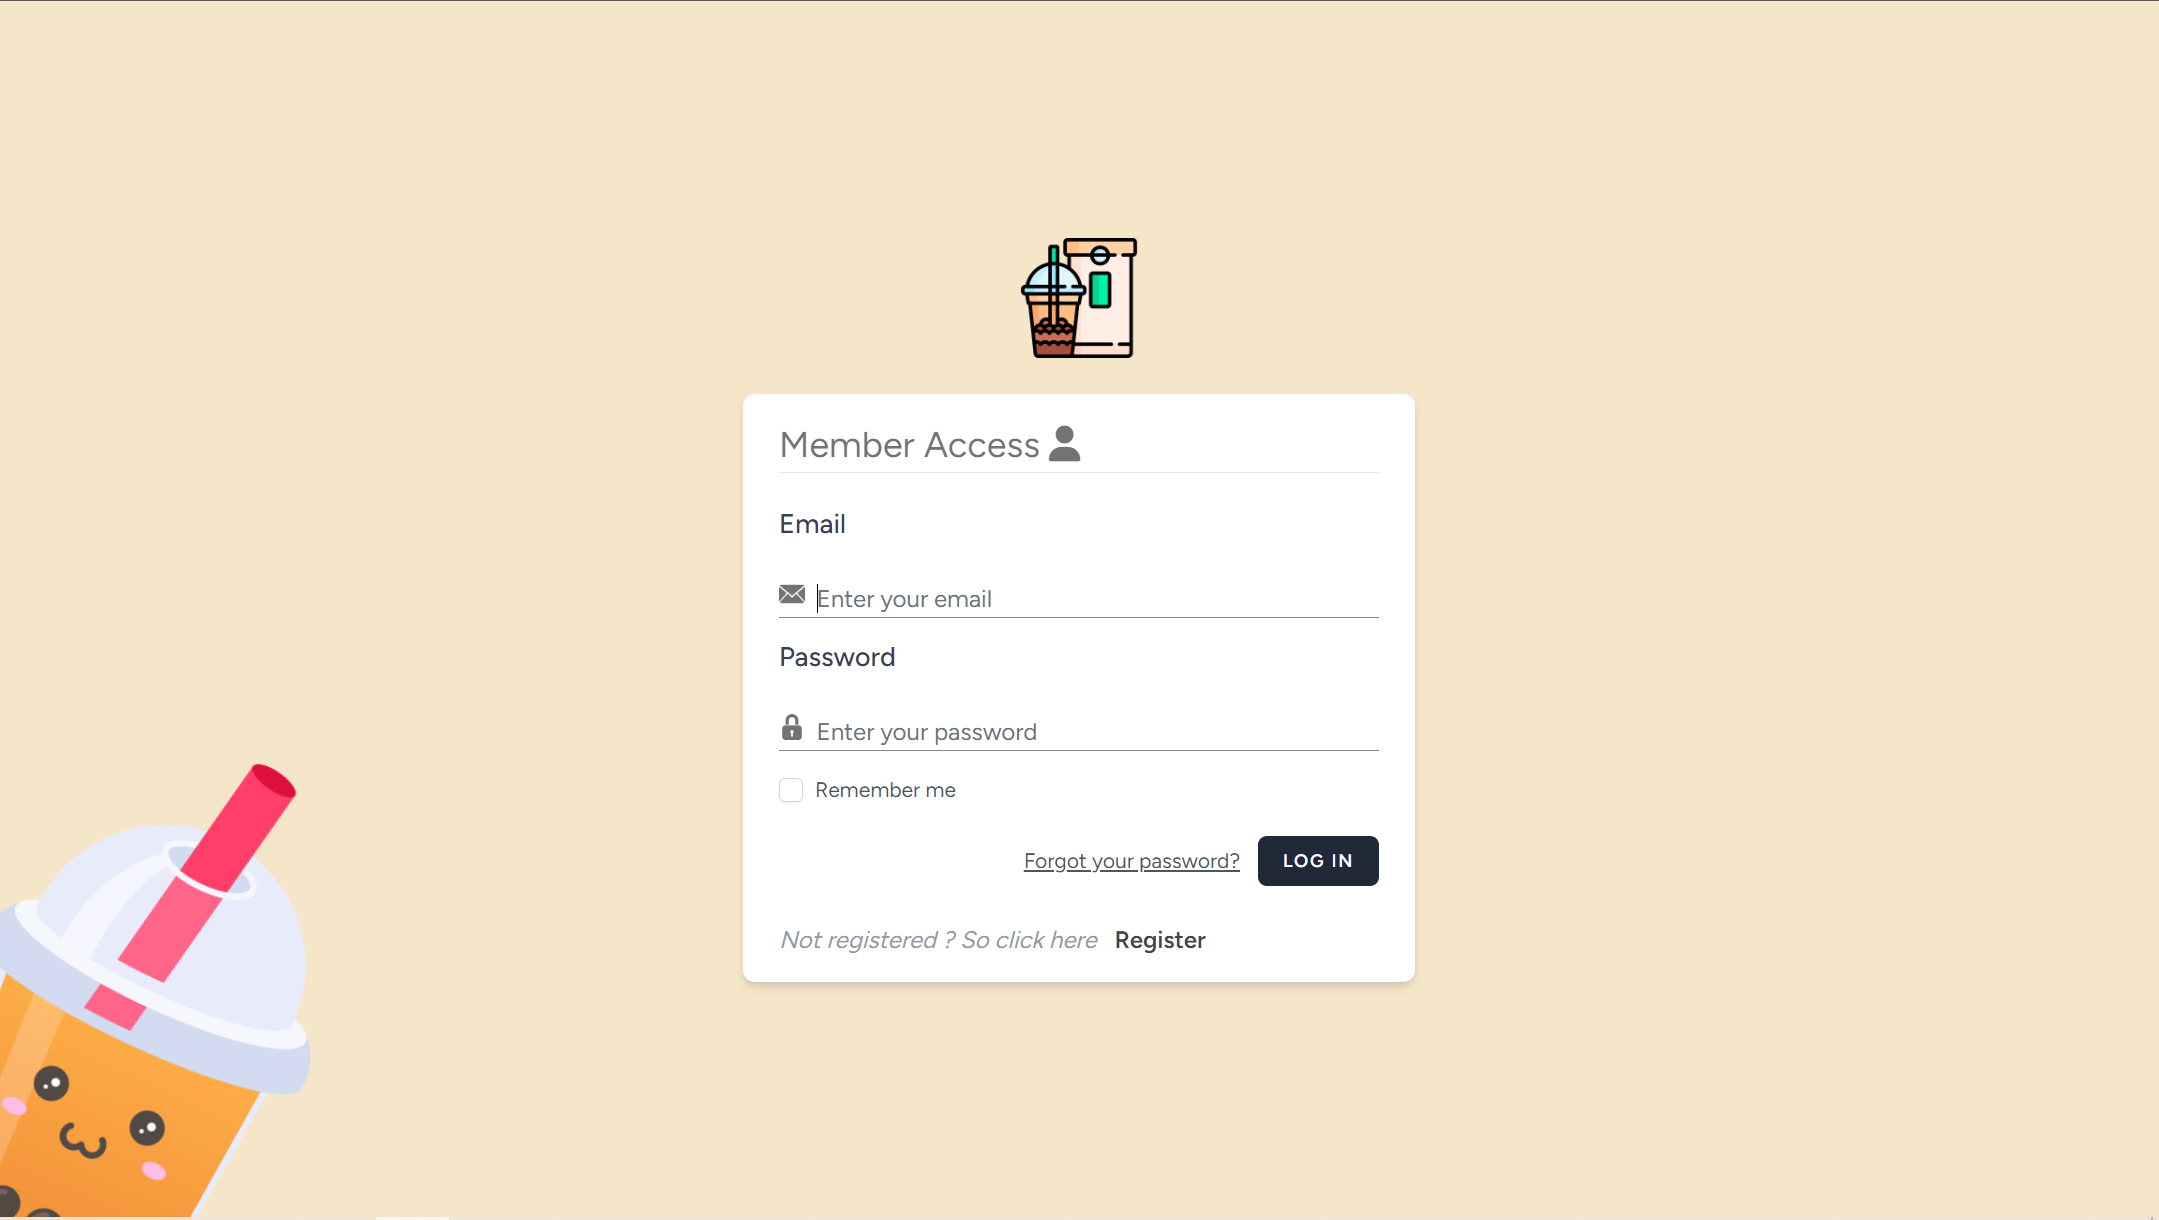 Member Access
Email
Enter your email
Password
Enter your password
Remember me
Forgot your password? LOG IN
Not registered ? So click here Register